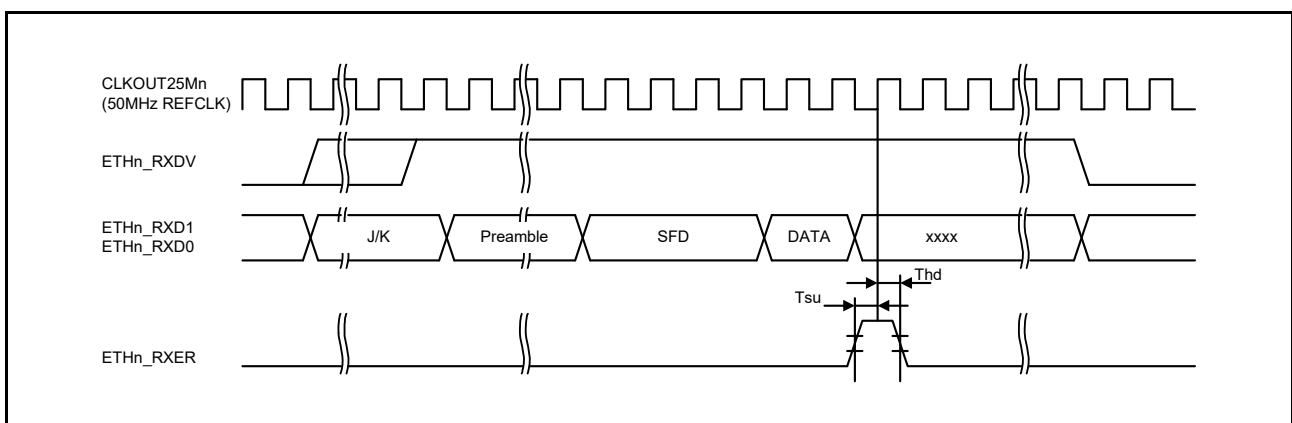 CLKOUT25Mn
(50MHz REFCLK)
ETHn_RXDV
ETHn_RXD1
ETHn_RXD0
J/K
Preamble
SFD
DATA
xxxx
Thd
Tsu
ETHn_RXER